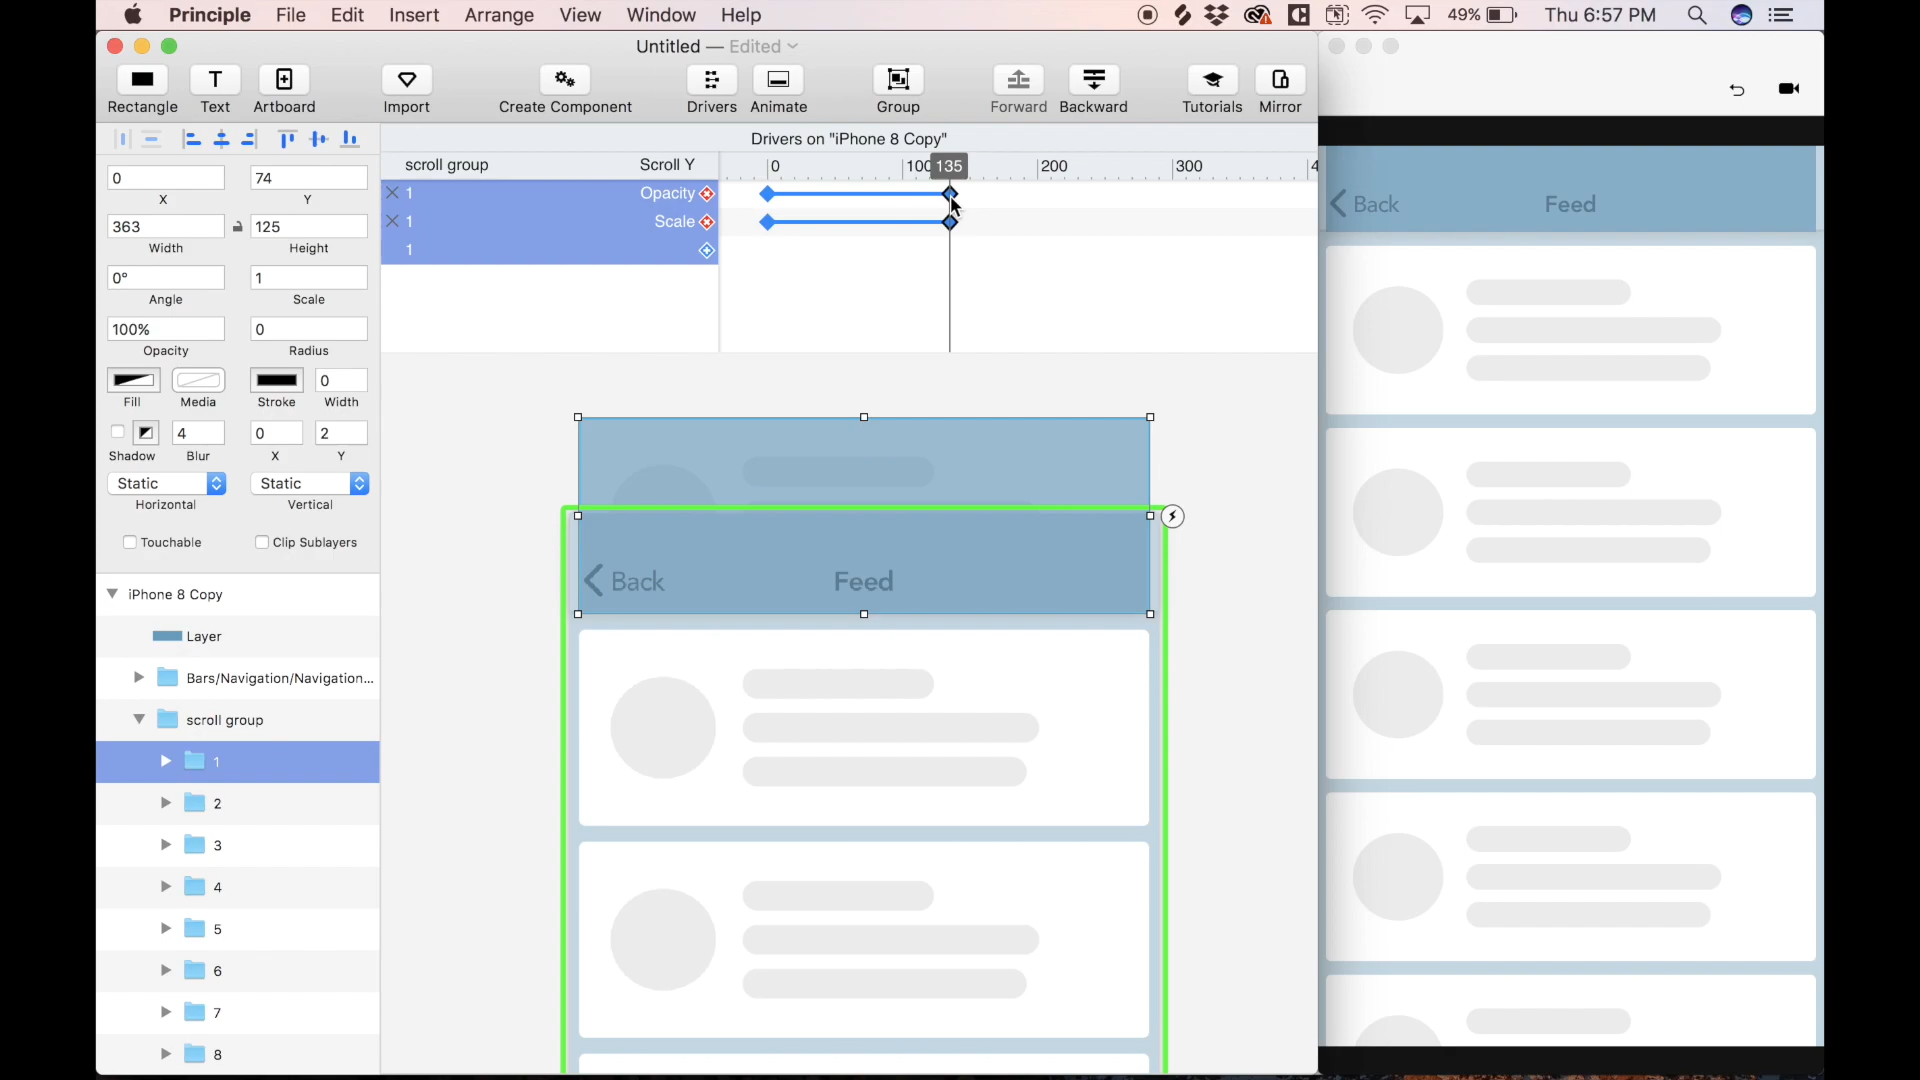 Principle File Edit Insert Arrange View Window Help 49% Thu 6:57 PM
Untitled — Edited
Rectangle Text Artboard Import Create Component Drivers Animate Group Forward Backward Tutorials Mirror
Drivers on "iPhone 8 Copy"
scroll group Scroll Y 0 100 135 200 300 4
1 Opacity
1 Scale
1
0 74
X Y
363 125
Width Height
0° 1
Angle Scale
100% 0
Opacity Radius
0
Fill Media Stroke Width
4 0 2
Shadow Blur X Y
Static Static
Horizontal Vertical
Touchable Clip Sublayers
iPhone 8 Copy
Layer
Bars/Navigation/Navigation...
scroll group
1
2
3
4
5
6
7
8
Back Feed
Back Feed